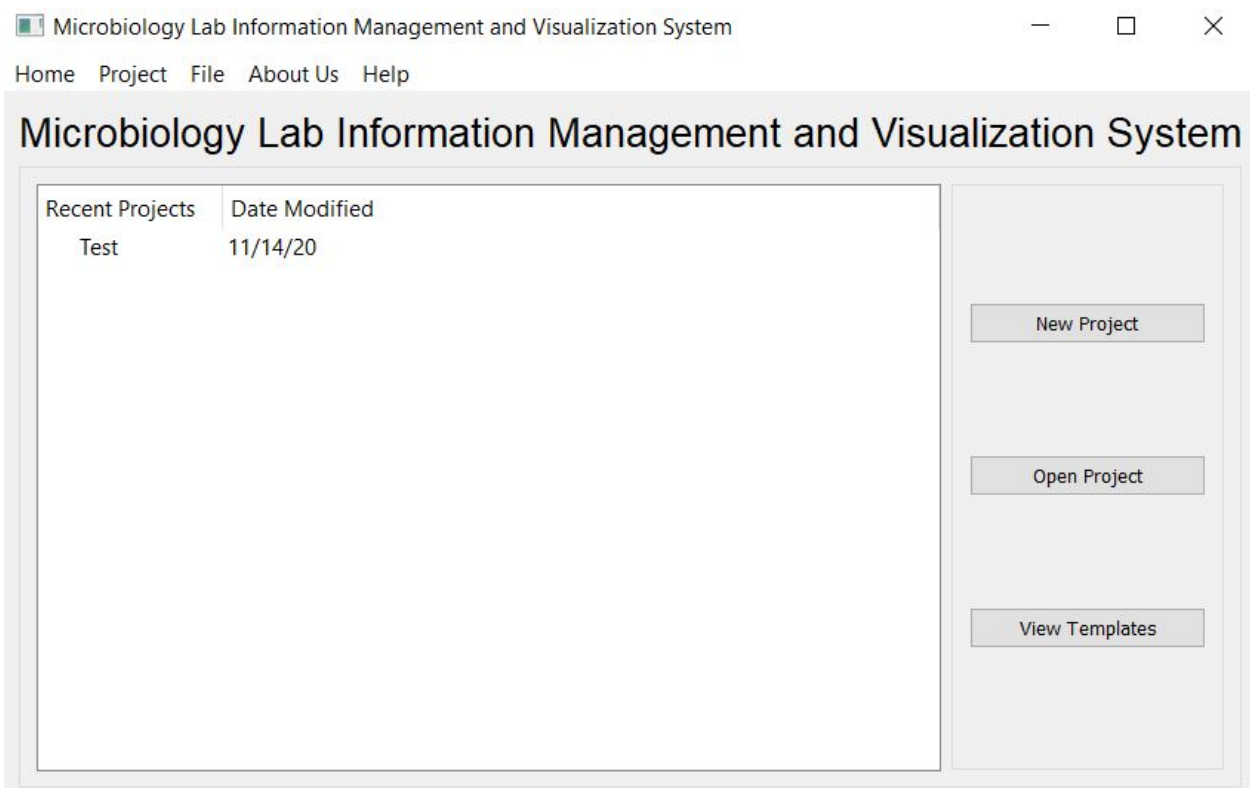 Microbiology Lab Information Management and Visualization System
Home Project File About Us Help
Microbiology Lab Information Management and Visualization System
Recent Projects Date Modified
Test 11/14/20
New Project
Open Project
View Templates